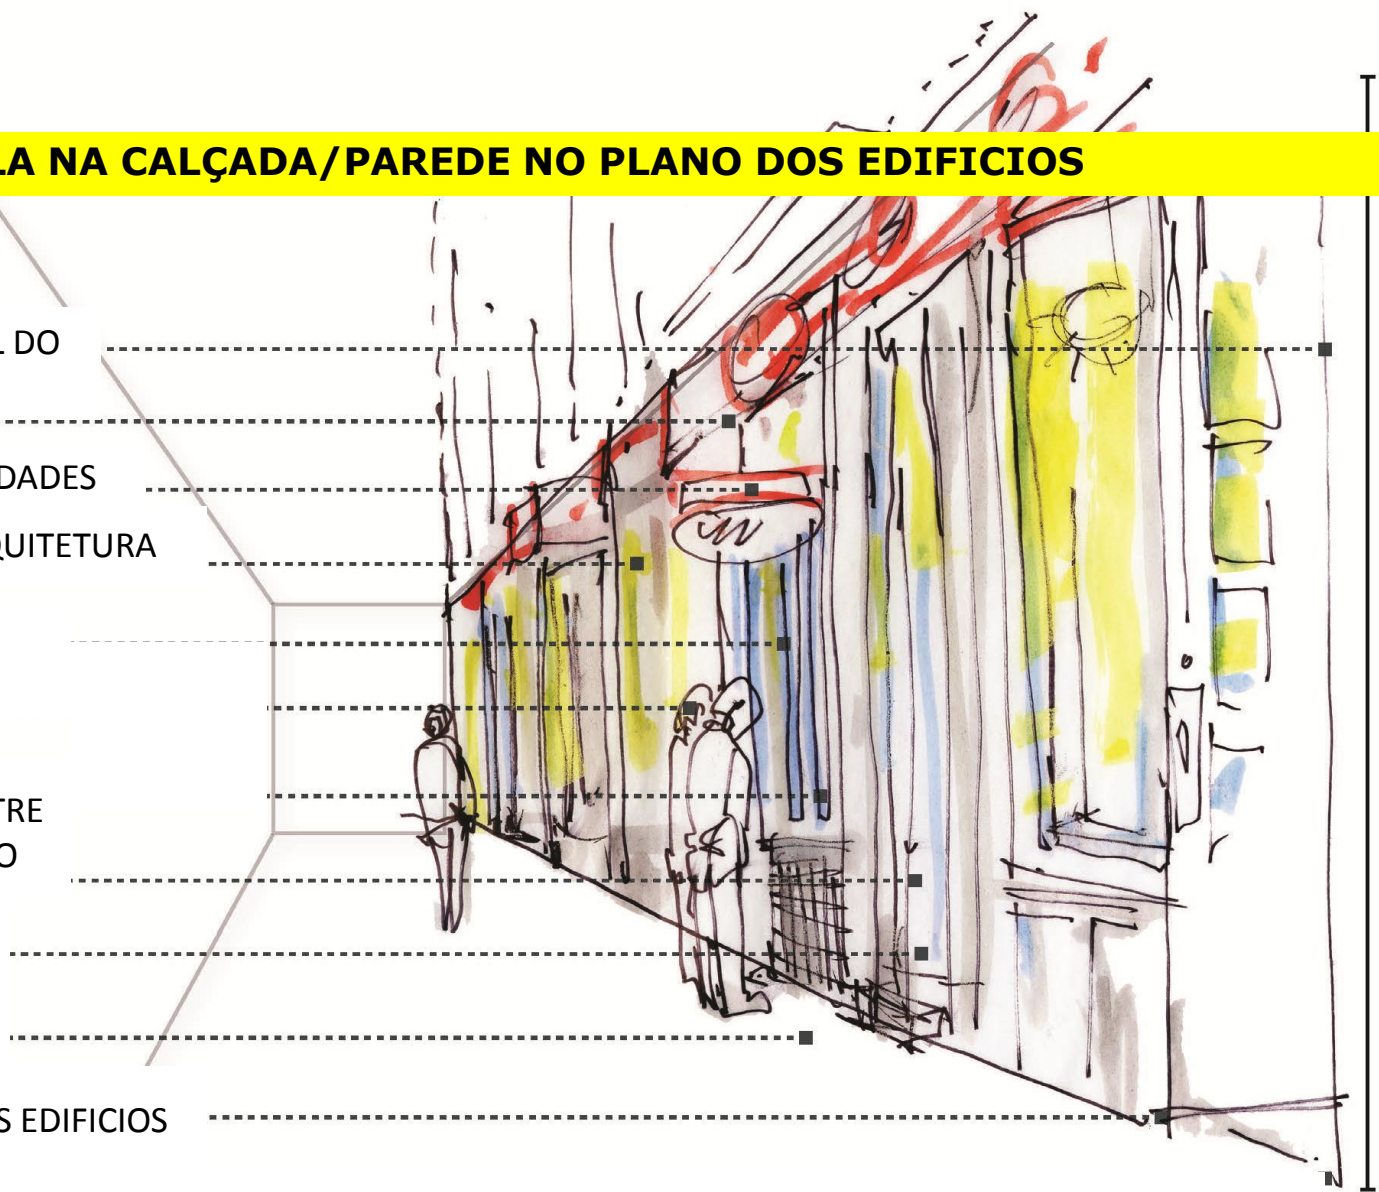 LA NA CALÇADA/PAREDE NO PLANO DOS EDIFICIOS
L DO
DADES
QUITETURA
TRE
O
S EDIFICIOS